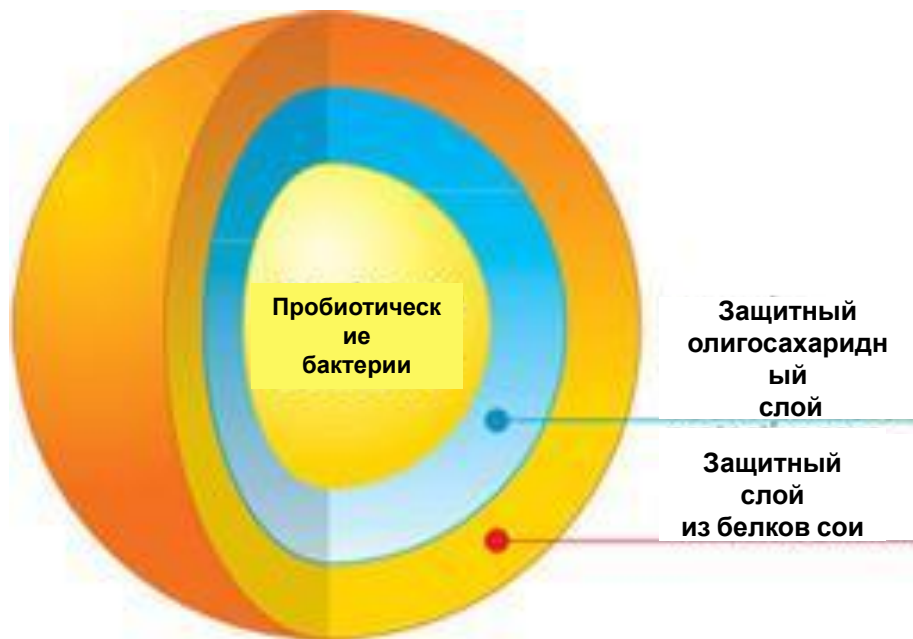 Пробиотическ
ие
бактерии
Защитный
олигосахаридн
ый
слой
Защитный
слой
из белков сои